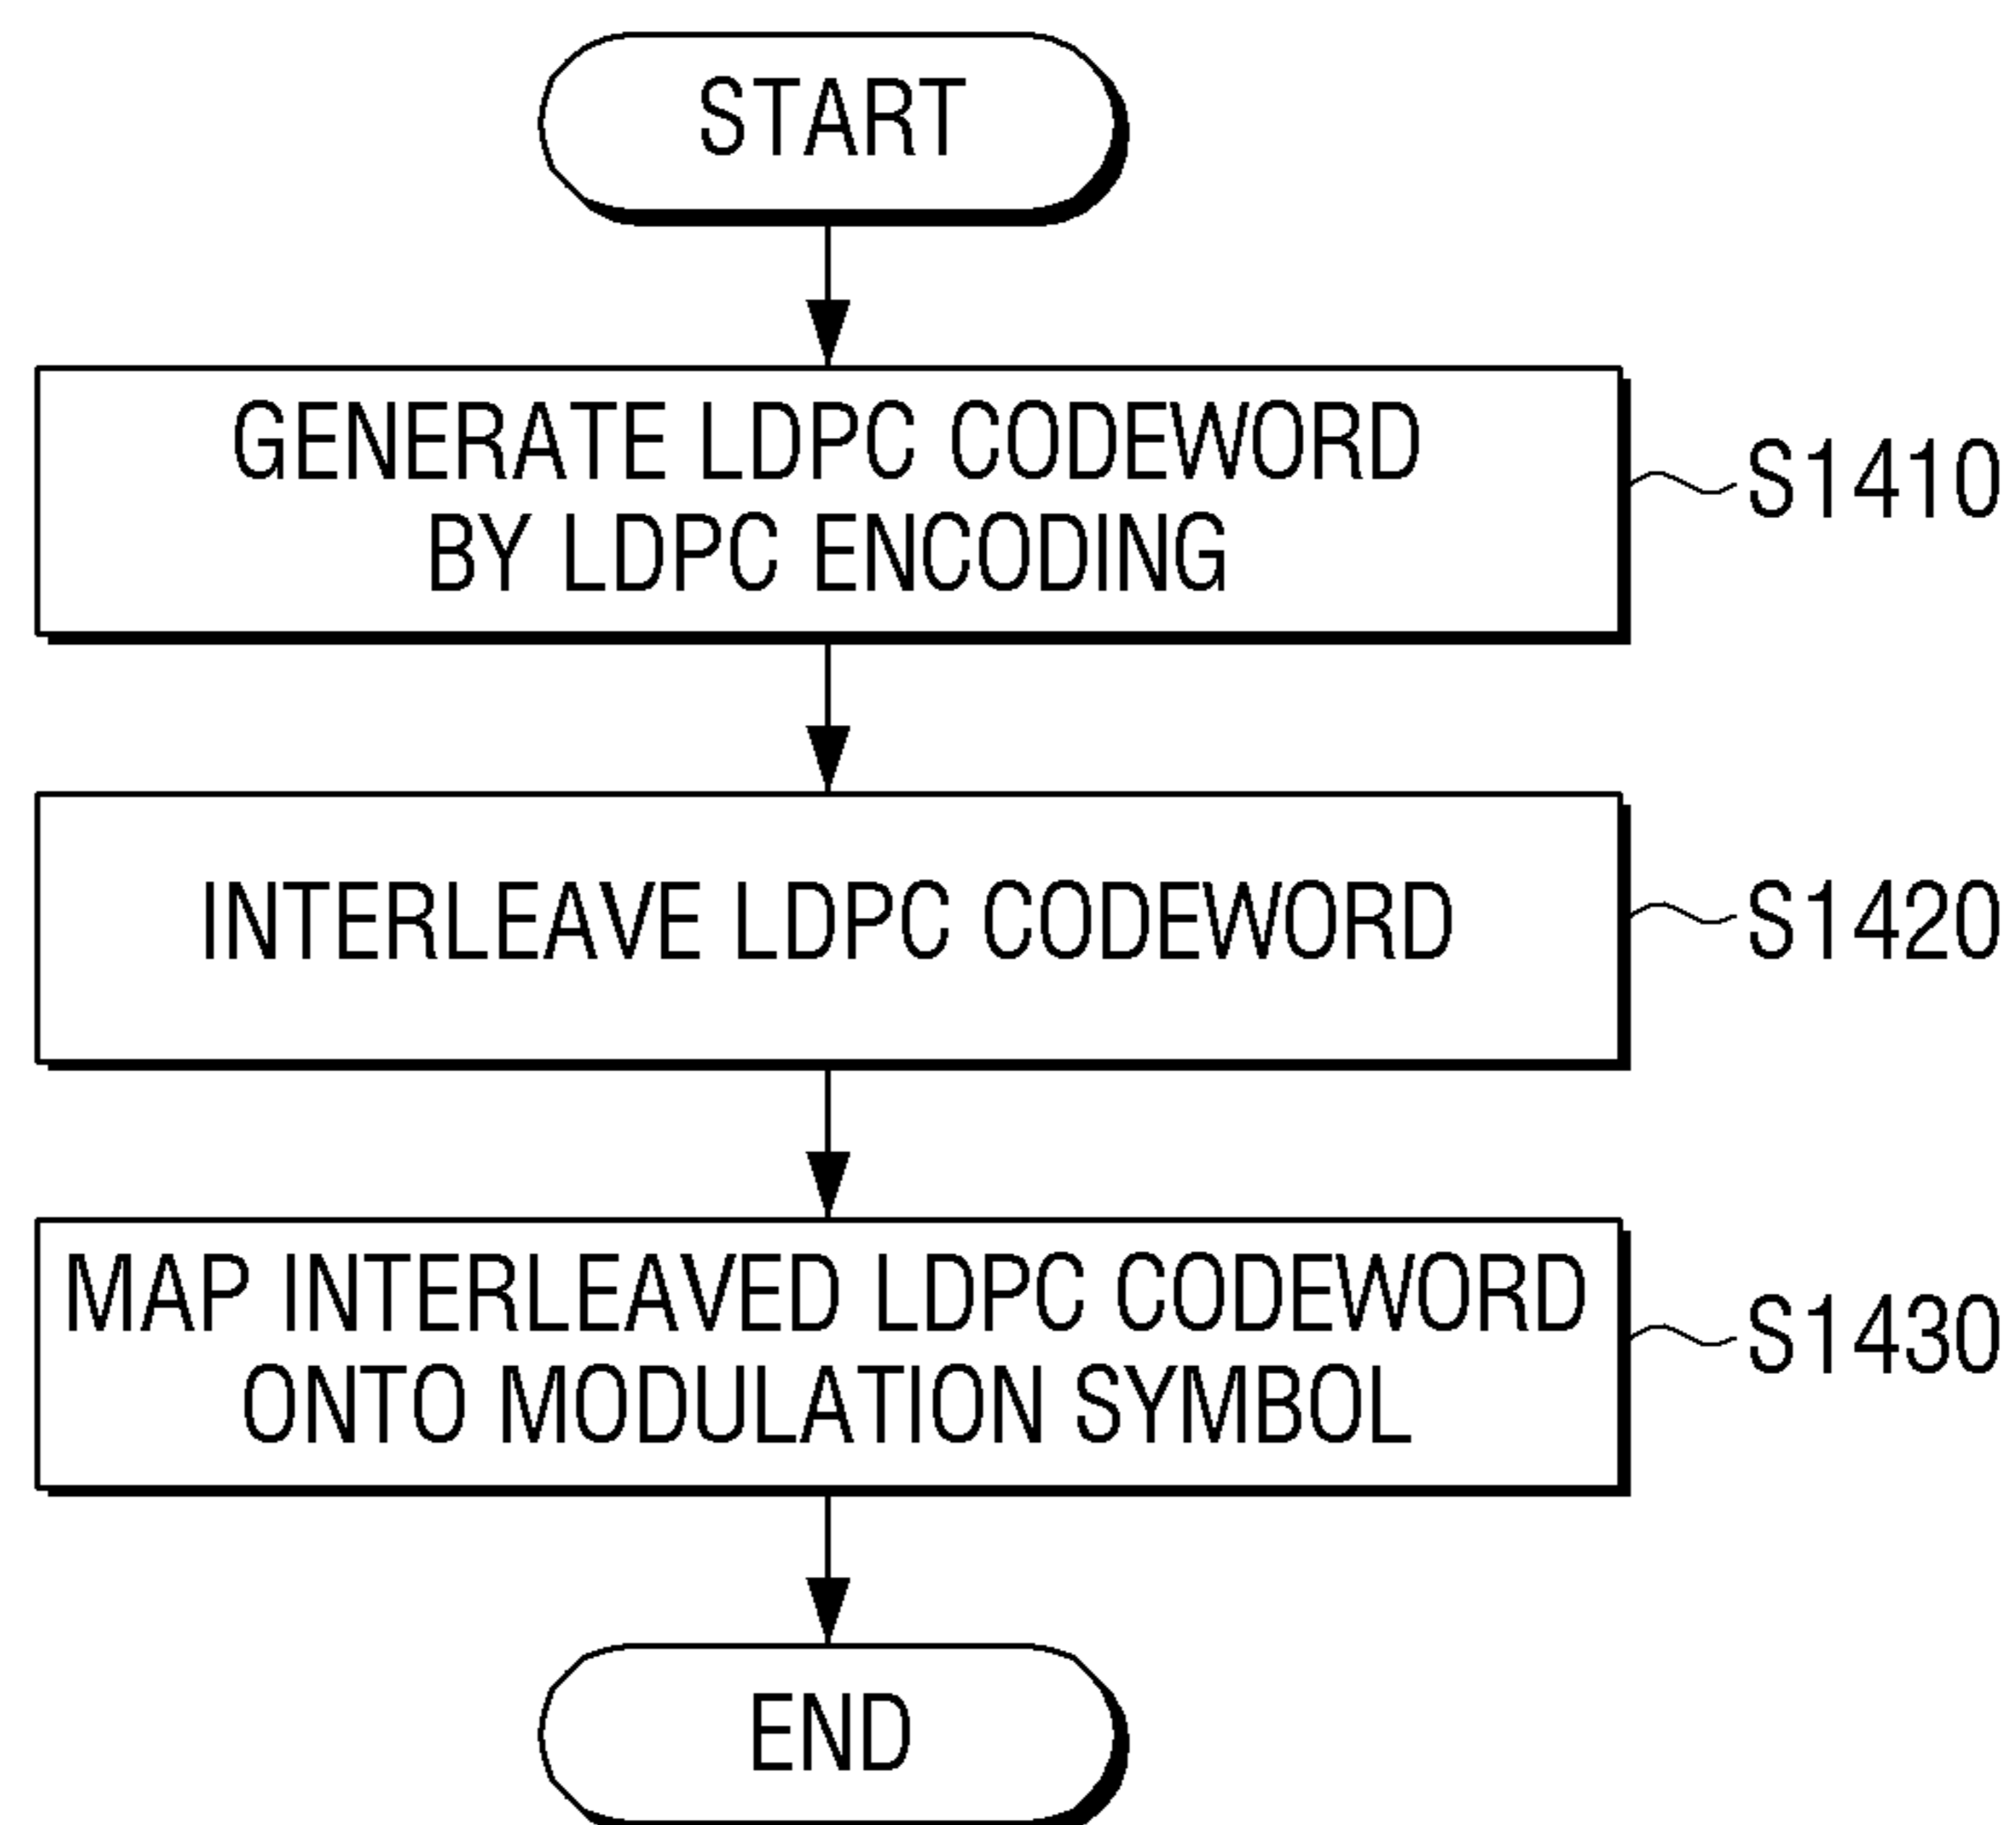 START
GENERATE LDPC CODEWORD
BY LDPC ENCODING
S1410
INTERLEAVE LDPC CODEWORD
S1420
MAP INTERLEAVED LDPC CODEWORD
ONTO MODULATION SYMBOL
S1430
END